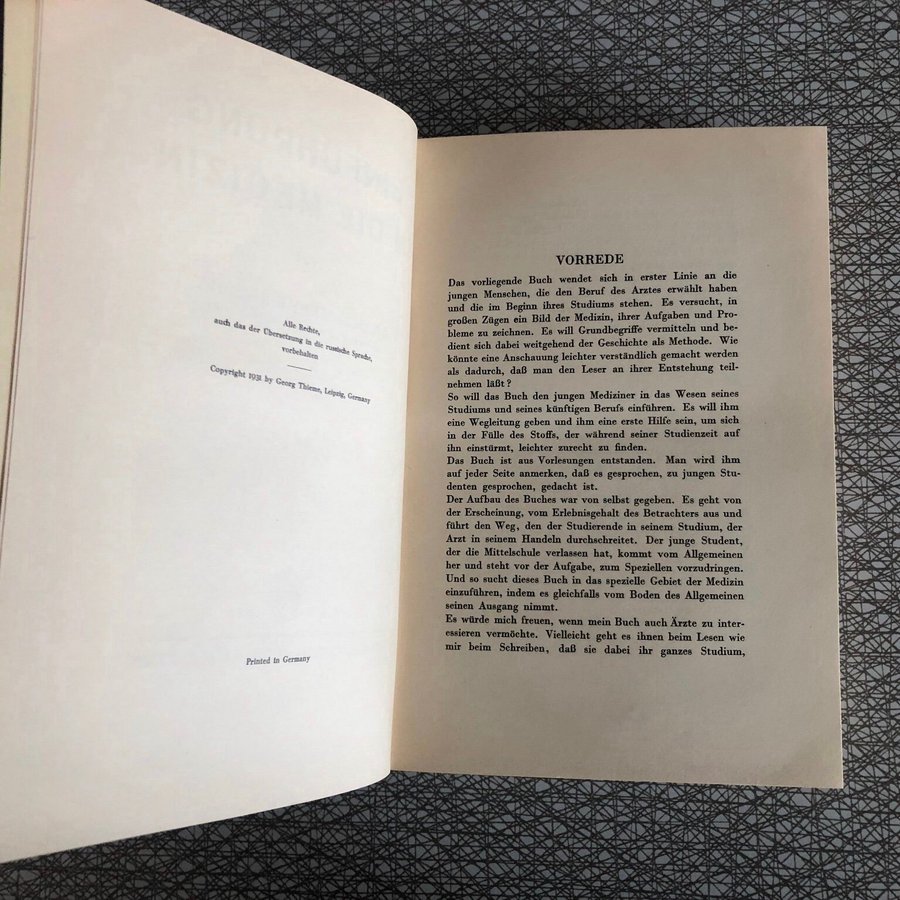 Alle Rechte,
auch das der Übersetzung in die russische Sprache,
vorbehalten
Copyright 1931 by Georg Thieme, Leipzig, Germany
Printed in Germany
VORREDE
Das vorliegende Buch wendet sich in erster Linie an die
jungen Menschen, die den Beruf des Arztes erwählt haben
und die im Beginn ihres Studiums stehen. Es versucht, in
großen Zügen ein Bild der Medizin, ihrer Aufgaben und Pro-
bleme zu zeichnen. Es will Grundbegriffe vermitteln und be-
dient sich dabei weitgehend der Geschichte als Methode. Wie
könnte eine Anschauung leichter verständlich gemacht werden
als dadurch, daß man den Leser an ihrer Entstehung teil-
nehmen läßt?
So will das Buch den jungen Mediziner in das Wesen seines
Studiums und seines künftigen Berufs einführen. Es will ihm
eine Wegleitung geben und ihm eine erste Hilfe sein, um sich
in der Fülle des Stoffs, der während seiner Studienzeit auf
ihn einstürmt, leichter zurecht zu finden.
Das Buch ist aus Vorlesungen entstanden. Man wird ihm
auf jeder Seite anmerken, daß es gesprochen, zu jungen Stu-
denten gesprochen, gedacht ist.
Der Aufbau des Buches war von selbst gegeben. Es geht von
der Erscheinung, vom Erlebnisgehalt des Betrachters aus und
führt den Weg, den der Studierende in seinem Studium, der
Arzt in seinem Handeln durchschreitet. Der junge Student,
der die Mittelschule verlassen hat, kommt vom Allgemeinen
her und steht vor der Aufgabe, zum Speziellen vorzudringen.
Und so sucht dieses Buch in das spezielle Gebiet der Medizin
einzuführen, indem es gleichfalls vom Boden des Allgemeinen
seinen Ausgang nimmt.
Es würde mich freuen, wenn mein Buch auch Ärzte zu inter-
essieren vermöchte. Vielleicht geht es ihnen beim Lesen wie
mir beim Schreiben, daß sie dabei ihr ganzes Studium,